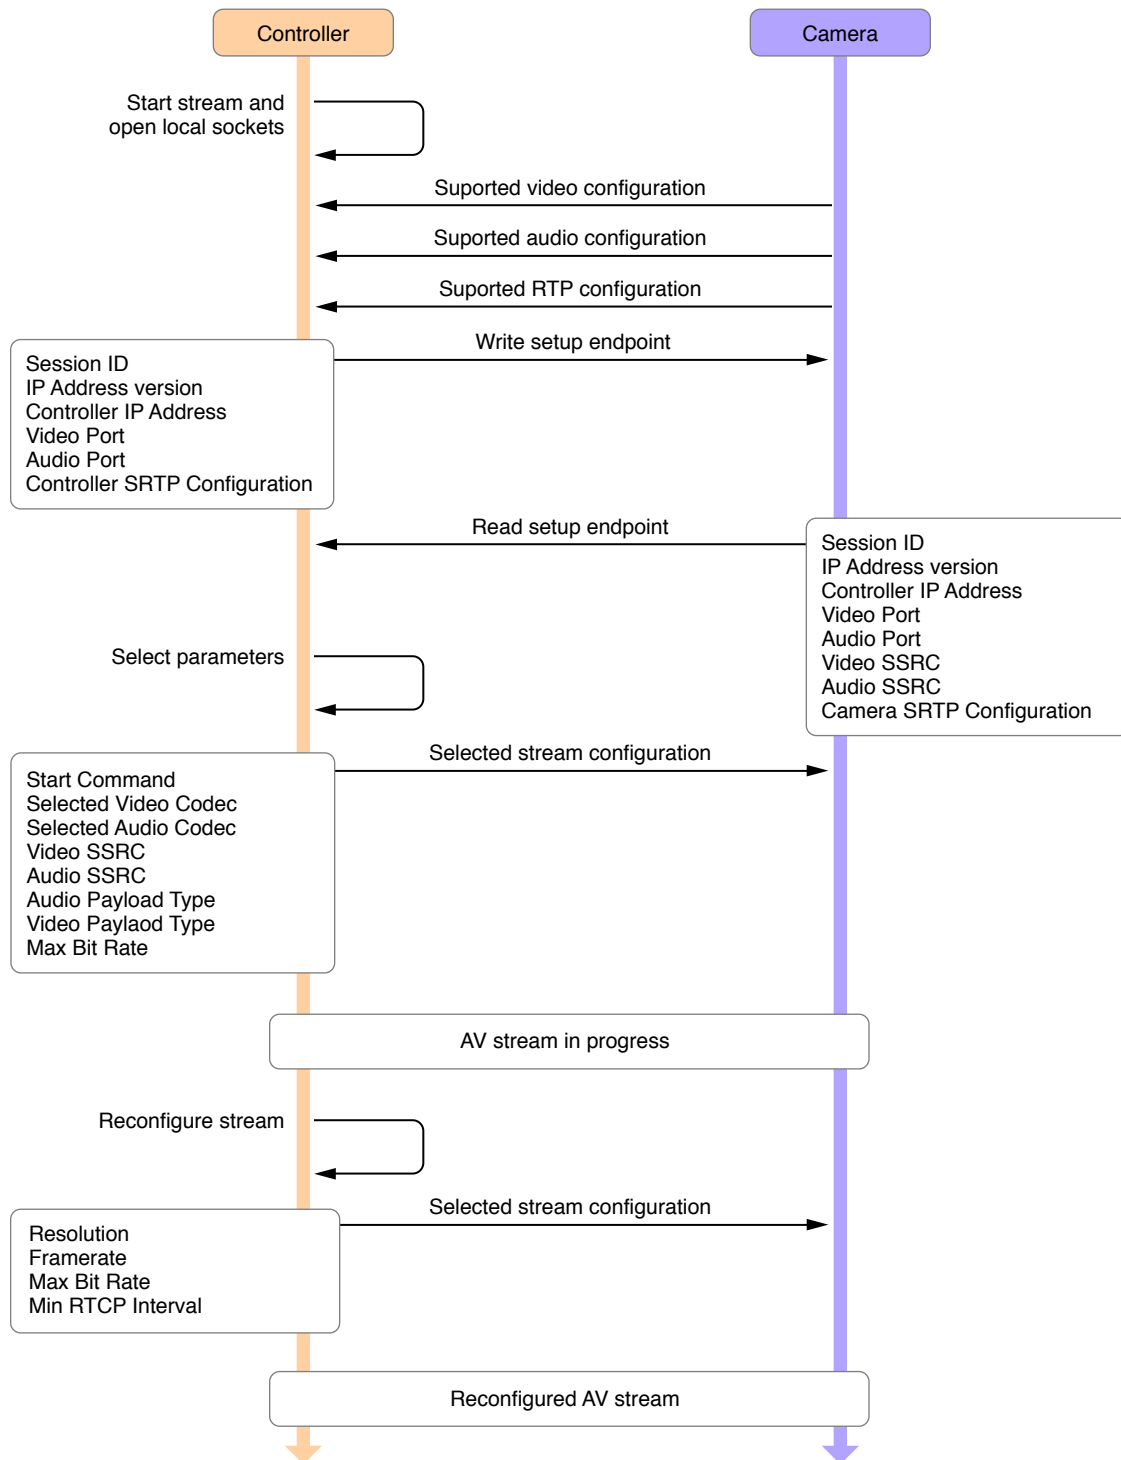 Controller
Camera
Start stream and
open local sockets
Suported video configuration
Suported audio configuration
Suported RTP configuration
Write setup endpoint
Session ID
IP Address version
Controller IP Address
Video Port
Audio Port
Controller SRTP Configuration
Read setup endpoint
Session ID
IP Address version
Controller IP Address
Video Port
Audio Port
Video SSRC
Audio SSRC
Camera SRTP Configuration
Select parameters
Selected stream configuration
Start Command
Selected Video Codec
Selected Audio Codec
Video SSRC
Audio SSRC
Audio Payload Type
Video Paylaod Type
Max Bit Rate
AV stream in progress
Reconfigure stream
Selected stream configuration
Resolution
Framerate
Max Bit Rate
Min RTCP Interval
Reconfigured AV stream